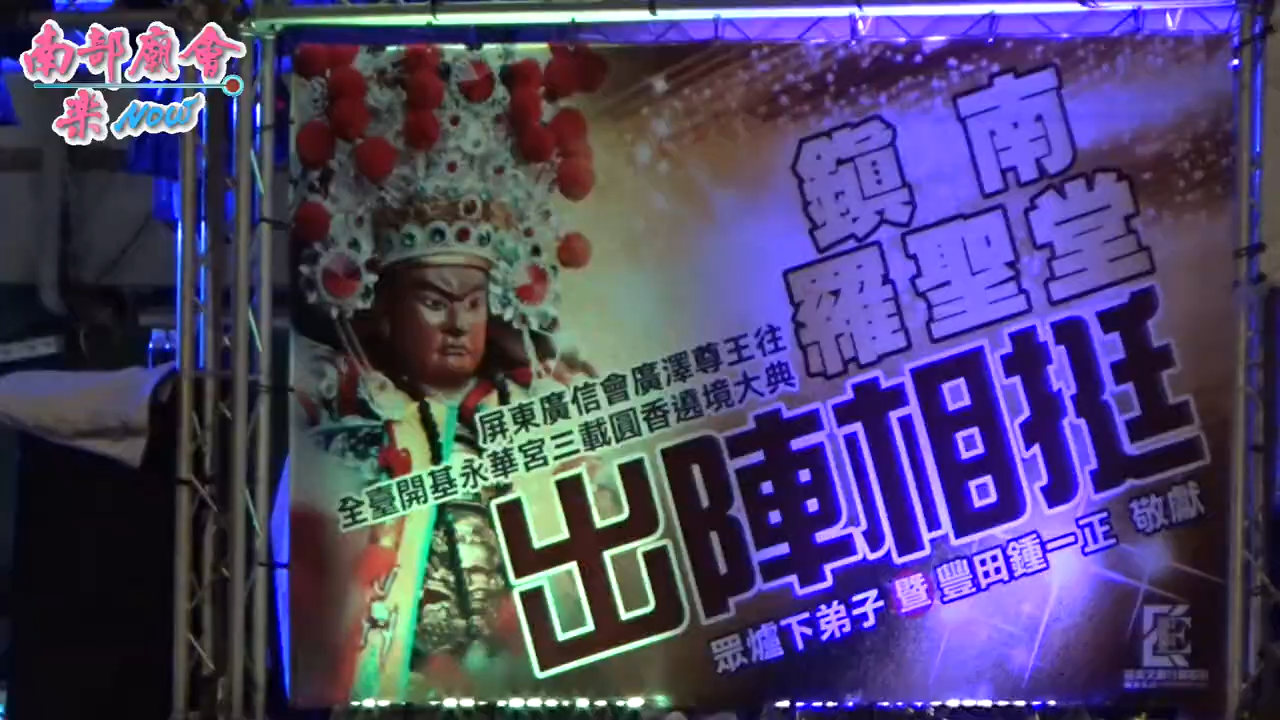 南部廟會
樂NOW
鎮南
羅聖堂
屏東廣信會廣澤尊王往
全臺開基永華宮三載圓香遶境大典
出陣相挺
眾爐下弟子暨豐田鍾一正 敬獻